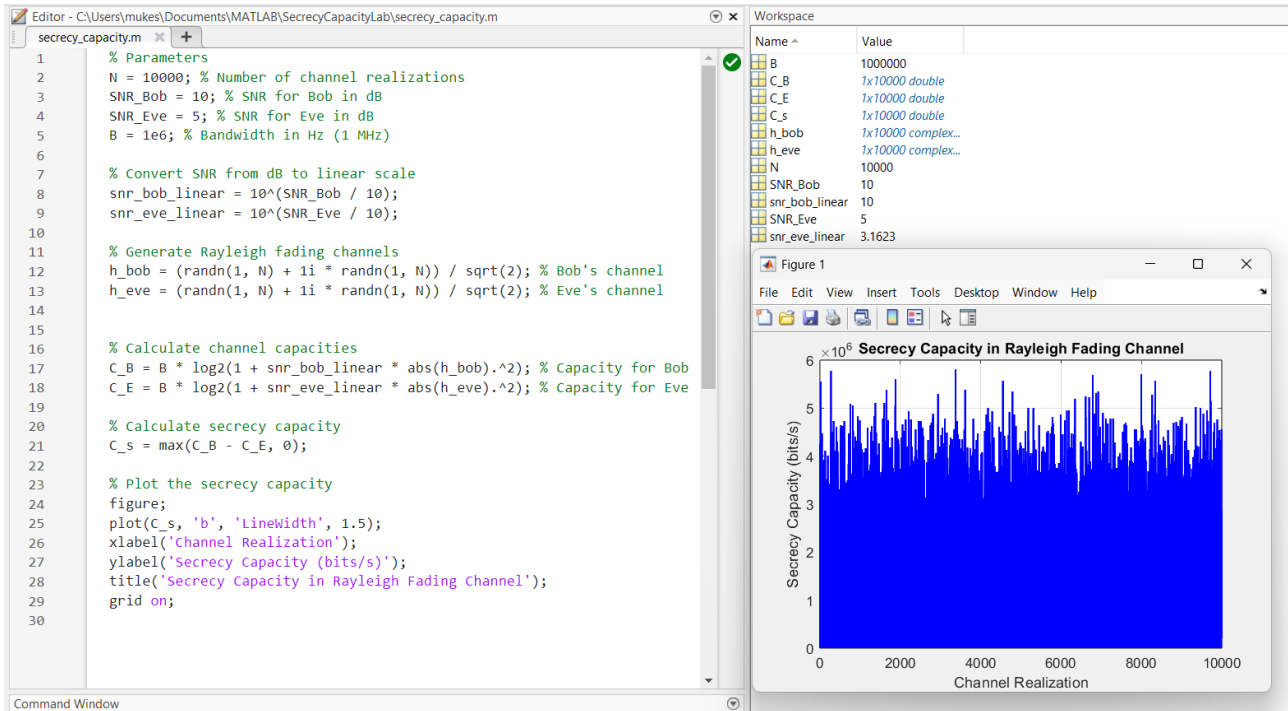 Editor - C:\Users\mukes\Documents\MATLAB\SecrecyCapacityLab\secrecy_capacity.m
secrecy_capacity.m
1 % Parameters
2 N = 10000; % Number of channel realizations
3 SNR_Bob = 10; % SNR for Bob in dB
4 SNR_Eve = 5; % SNR for Eve in dB
5 B = 1e6; % Bandwidth in Hz (1 MHz)
6
7 % Convert SNR from dB to linear scale
8 snr_bob_linear = 10^(SNR_Bob / 10);
9 snr_eve_linear = 10^(SNR_Eve / 10);
10
11 % Generate Rayleigh fading channels
12 h_bob = (randn(1, N) + 1i * randn(1, N)) / sqrt(2); % Bob's channel
13 h_eve = (randn(1, N) + 1i * randn(1, N)) / sqrt(2); % Eve's channel
14
15
16 % Calculate channel capacities
17 C_B = B * log2(1 + snr_bob_linear * abs(h_bob).^2); % Capacity for Bob
18 C_E = B * log2(1 + snr_eve_linear * abs(h_eve).^2); % Capacity for Eve
19
20 % Calculate secrecy capacity
21 C_s = max(C_B - C_E, 0);
22
23 % Plot the secrecy capacity
24 figure;
25 plot(C_s, 'b', 'LineWidth', 1.5);
26 xlabel('Channel Realization');
27 ylabel('Secrecy Capacity (bits/s)');
28 title('Secrecy Capacity in Rayleigh Fading Channel');
29 grid on;
30
Command Window
Workspace
Name Value
B 1000000
C_B 1x10000 double
C_E 1x10000 double
C_s 1x10000 double
h_bob 1x10000 complex...
h_eve 1x10000 complex...
N 10000
SNR_Bob 10
snr_bob_linear 10
SNR_Eve 5
snr_eve_linear 3.1623
Figure 1
File Edit View Insert Tools Desktop Window Help
×10⁶ Secrecy Capacity in Rayleigh Fading Channel
6
5
4
3
2
1
0
Secrecy Capacity (bits/s)
0 2000 4000 6000 8000 10000
Channel Realization